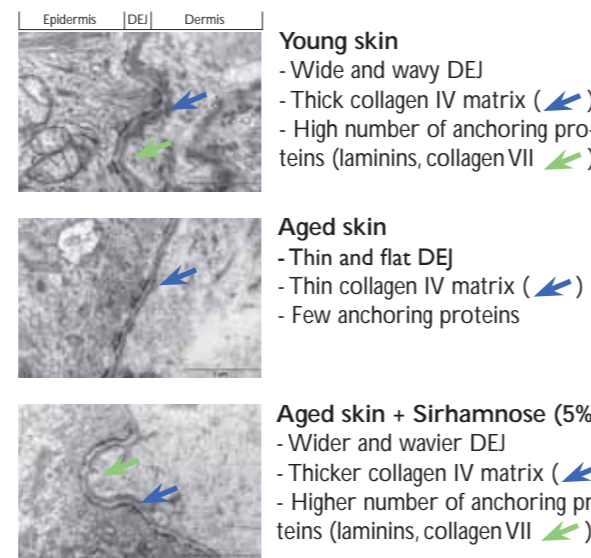 Epidermis DEJ Dermis
Young skin
- Wide and wavy DEJ
- Thick collagen IV matrix ( )
- High number of anchoring pro-
teins (laminins, collagen VII )
Aged skin
- Thin and flat DEJ
- Thin collagen IV matrix ( )
- Few anchoring proteins
Aged skin + Sirhamnose (5%
- Wider and wavier DEJ
- Thicker collagen IV matrix (
- Higher number of anchoring pr
teins (laminins, collagen VII )